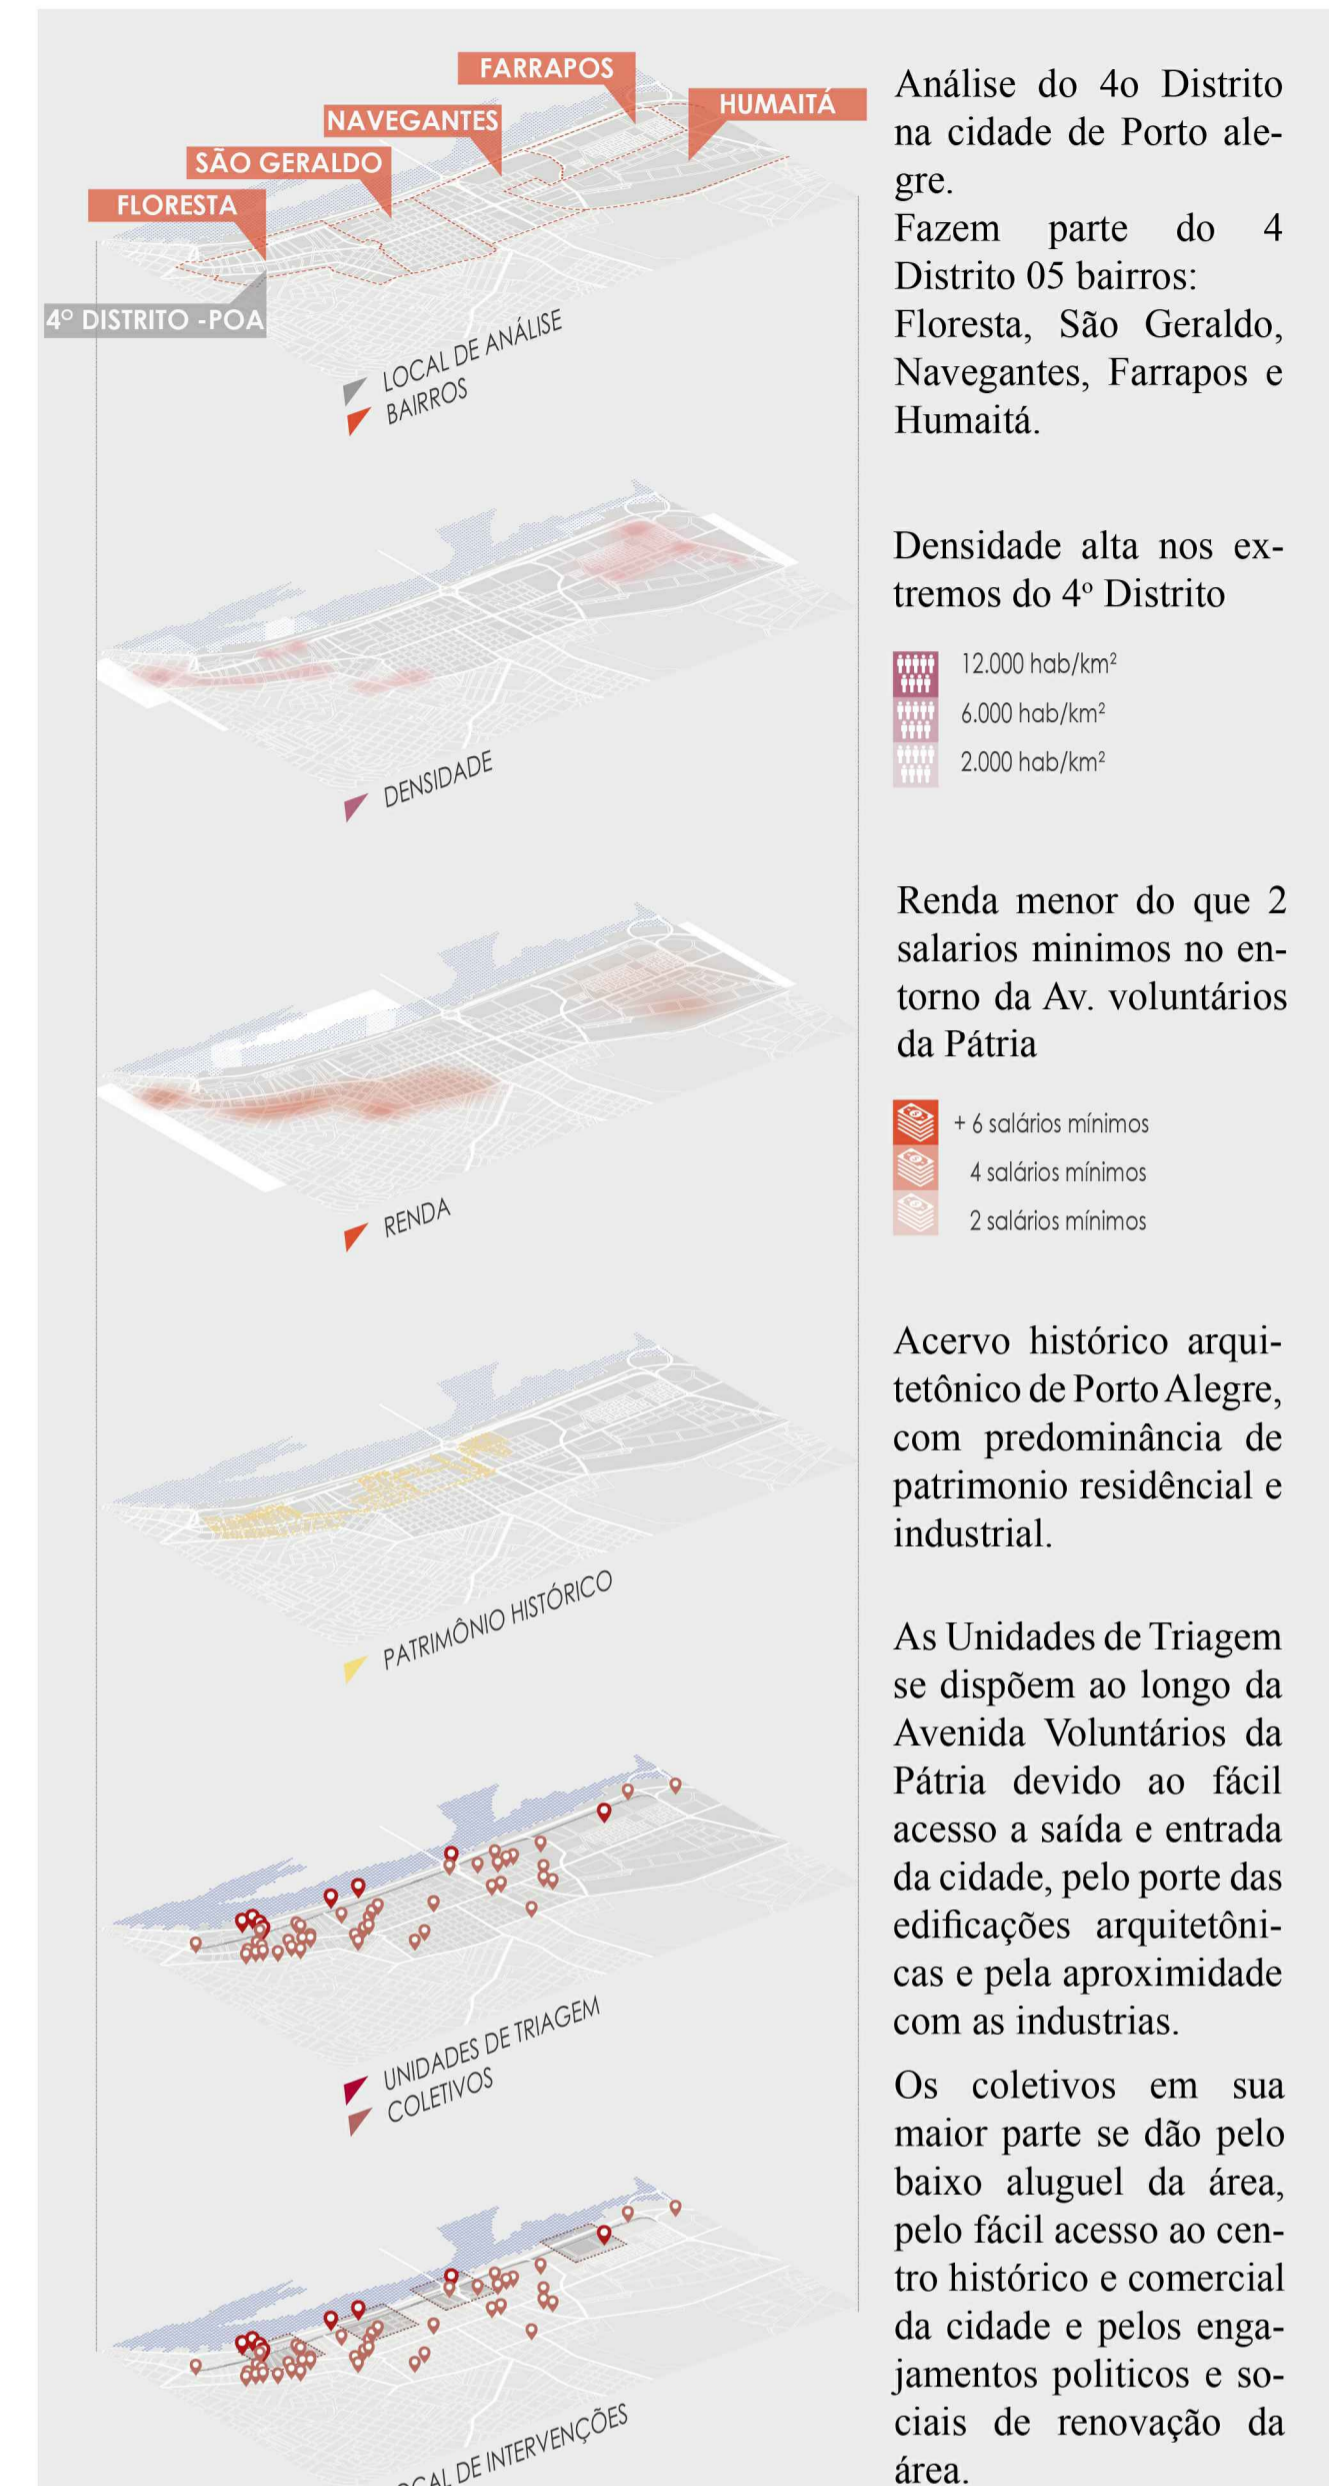 FARRAPOS
HUMAITÁ
NAVEGANTES
SÃO GERALDO
FLORESTA
4° DISTRITO -POA
LOCAL DE ANÁLISE
BAIRROS
Análise do 4o Distrito
na cidade de Porto ale-
gre.
Fazem parte do 4
Distrito 05 bairros:
Floresta, São Geraldo,
Navegantes, Farrapos e
Humaitá.
DENSIDADE
Densidade alta nos ex-
tremos do 4º Distrito
12.000 hab/km²
6.000 hab/km²
2.000 hab/km²
RENDA
Renda menor do que 2
salarios minimos no en-
torno da Av. voluntários
da Pátria
+ 6 salários mínimos
4 salários mínimos
2 salários mínimos
PATRIMÔNIO HISTÓRICO
Acervo histórico arqui-
tetônico de Porto Alegre,
com predominância de
patrimonio residêncial e
industrial.
UNIDADES DE TRIAGEM
COLETIVOS
As Unidades de Triagem
se dispõem ao longo da
Avenida Voluntários da
Pátria devido ao fácil
acesso a saída e entrada
da cidade, pelo porte das
edificações arquitetôni-
cas e pela aproximidade
com as industrias.
Os coletivos em sua
maior parte se dão pelo
baixo aluguel da área,
pelo fácil acesso ao cen-
tro histórico e comercial
da cidade e pelos enga-
jamentos politicos e so-
ciais de renovação da
área.
DE INTERVENÇÕES